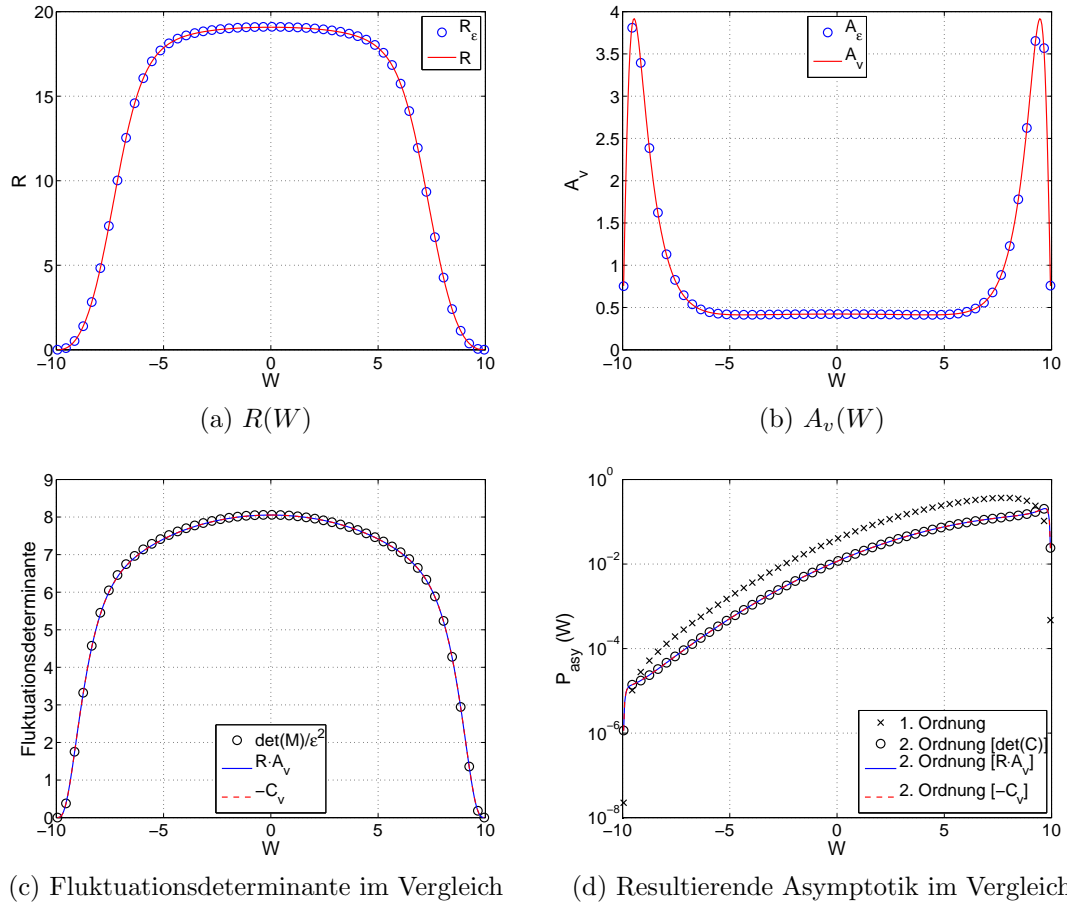 20
15
10
5
0
−10
−5
0
5
10
R
W
R_ε
R
(a) R(W)
4
3.5
3
2.5
2
1.5
1
0.5
0
−10
−5
0
5
10
A_v
W
A_ε
A_v
(b) A_v(W)
9
8
7
6
5
4
3
2
1
0
−10
−5
0
5
10
Fluktuationsdeterminante
W
det(M)/ε^2
R·A_v
−C_v
(c) Fluktuationsdeterminante im Vergleich
10^0
10^−2
10^−4
10^−6
10^−8
−10
−5
0
5
10
P_asy (W)
W
1. Ordnung
2. Ordnung [det(C)]
2. Ordnung [R·A_v]
2. Ordnung [−C_v]
(d) Resultierende Asymptotik im Vergleich